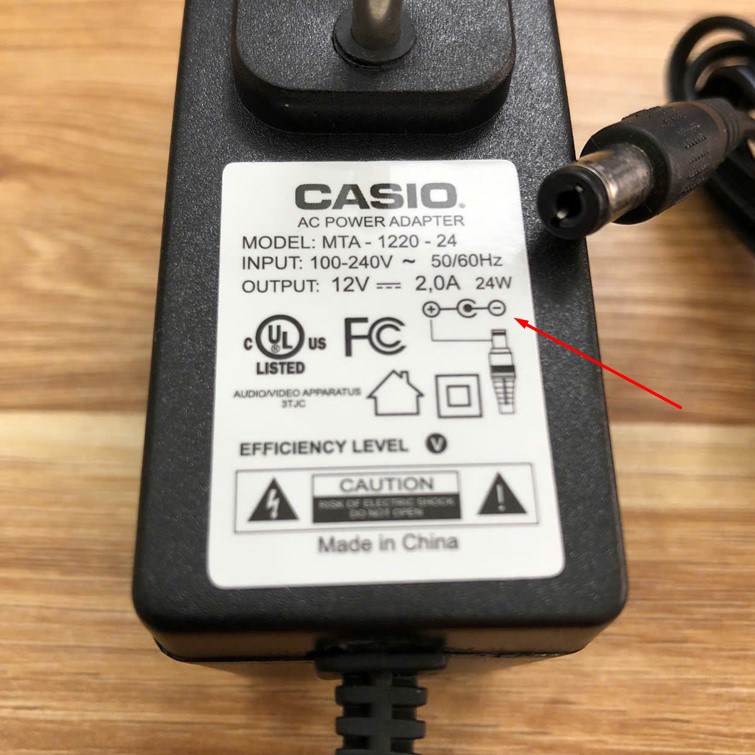 CASIO®
AC POWER ADAPTER
MODEL: MTA - 1220 - 24
INPUT: 100-240V ~ 50/60Hz
OUTPUT: 12V ⎓ 2,0A 24W
+ −
C UL ® US
LISTED
FC
AUDIO/VIDEO APPARATUS
3TJC
EFFICIENCY LEVEL V
CAUTION
RISK OF ELECTRIC SHOCK
DO NOT OPEN
Made in China